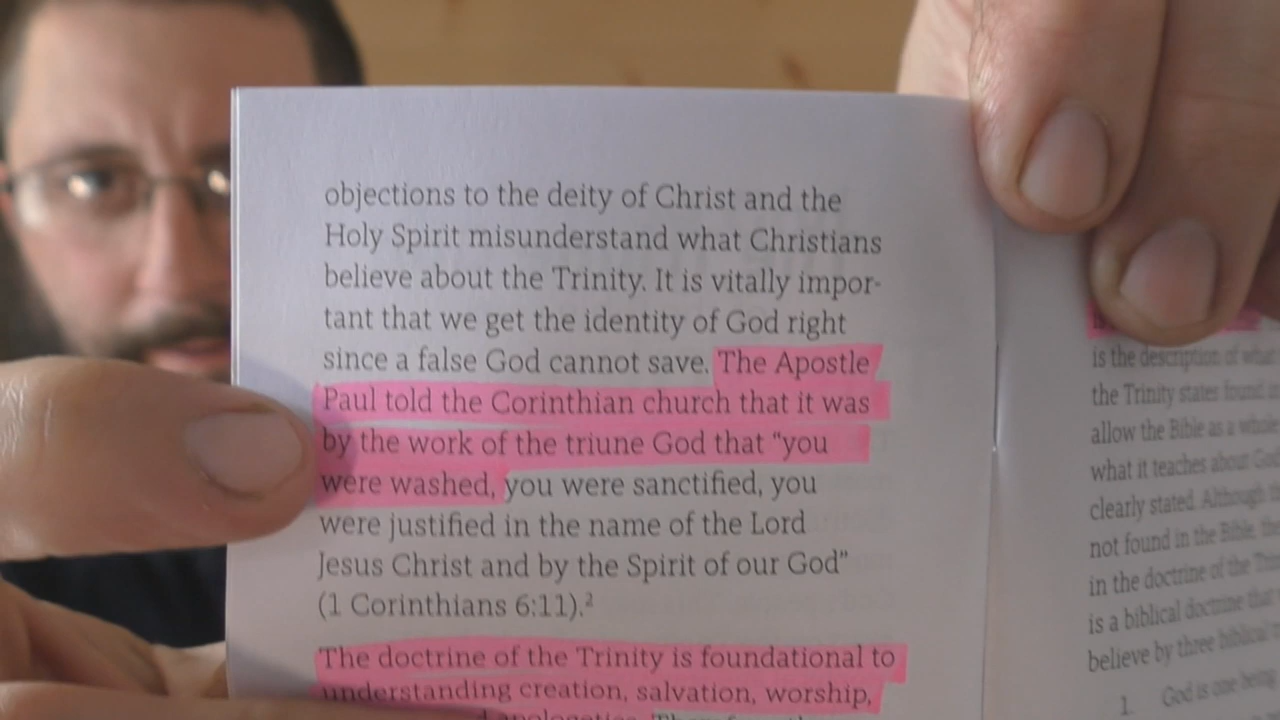 objections to the deity of Christ and the
Holy Spirit misunderstand what Christians
believe about the Trinity. It is vitally impor-
tant that we get the identity of God right
since a false God cannot save. The Apostle
Paul told the Corinthian church that it was
by the work of the triune God that “you
were washed, you were sanctified, you
were justified in the name of the Lord
Jesus Christ and by the Spirit of our God”
(1 Corinthians 6:11).²
The doctrine of the Trinity is foundational to
understanding creation, salvation, worship,
apologetics.
is the description of what
the Trinity states found
allow the Bible as a whole
what it teaches about God
clearly stated. Although
not found in the Bible, the
in the doctrine of the
is a biblical doctrine that
believe by three biblical
1. God is one being